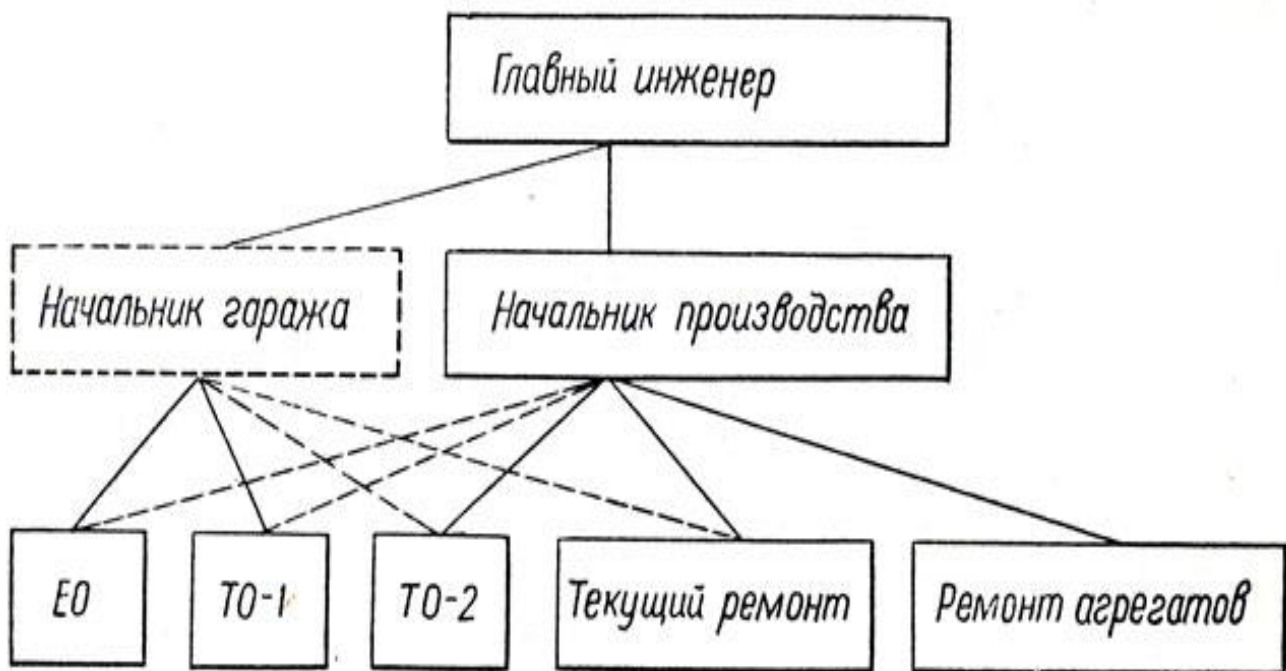 Главный инженер
Начальник гаража
Начальник производства
ЕО
ТО-1
ТО-2
Текущий ремонт
Ремонт агрегатов